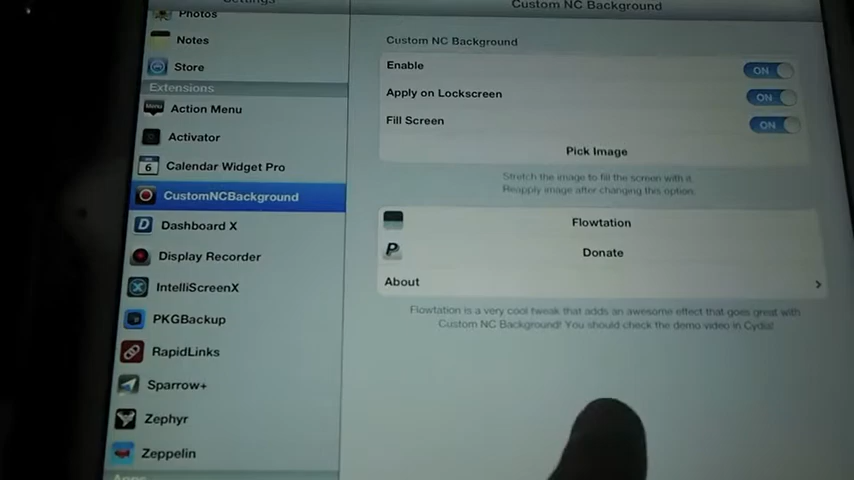 Settings
Custom NC Background
Photos
Notes
Store
Extensions
Menu
Action Menu
Activator
6
Calendar Widget Pro
CustomNCBackground
D
Dashboard X
Display Recorder
IntelliScreenX
PKGBackup
RapidLinks
Sparrow+
Zephyr
Zeppelin
Apps
Custom NC Background
Enable
ON
Apply on Lockscreen
ON
Fill Screen
ON
Pick Image
Stretch the image to fill the screen with it.
Reapply image after changing this option.
Flowtation
P
Donate
About
Flowtation is a very cool tweak that adds an awesome effect that goes great with
Custom NC Background! You should check the demo video in Cydia!